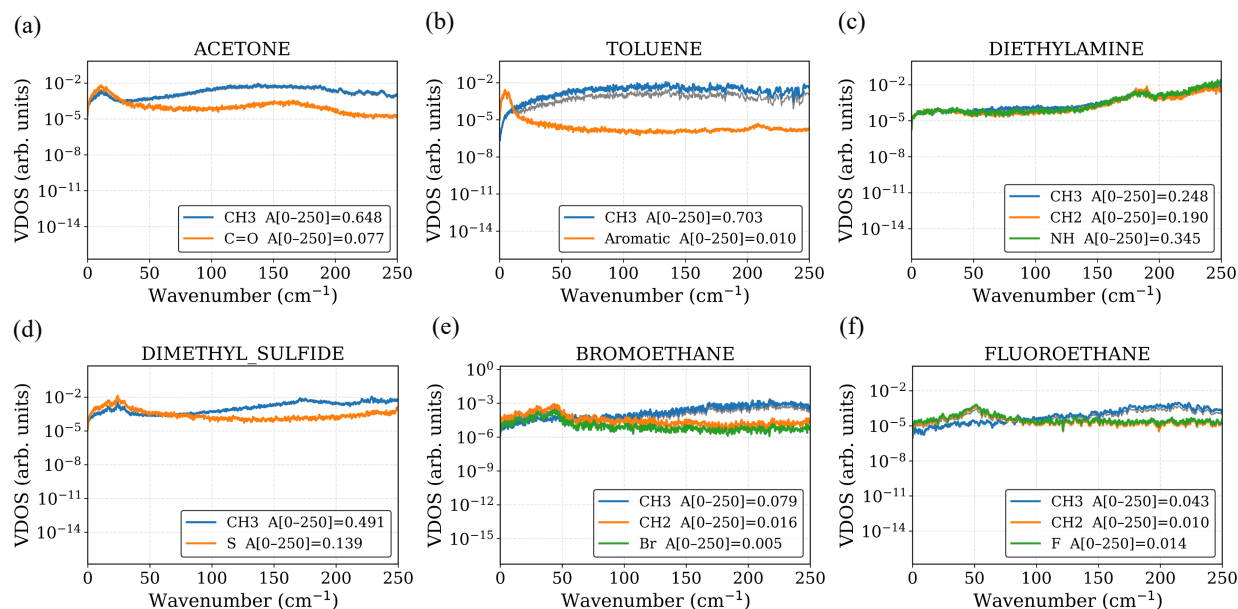 (a)
ACETONE
VDOS (arb. units)
10⁻²
10⁻⁵
10⁻⁸
10⁻¹¹
10⁻¹⁴
CH3 A[0–250]=0.648
C=O A[0–250]=0.077
0 50 100 150 200 250
Wavenumber (cm⁻¹)
(b)
TOLUENE
VDOS (arb. units)
10⁻²
10⁻⁵
10⁻⁸
10⁻¹¹
10⁻¹⁴
CH3 A[0–250]=0.703
Aromatic A[0–250]=0.010
0 50 100 150 200 250
Wavenumber (cm⁻¹)
(c)
DIETHYLAMINE
VDOS (arb. units)
10⁻²
10⁻⁵
10⁻⁸
10⁻¹¹
10⁻¹⁴
CH3 A[0–250]=0.248
CH2 A[0–250]=0.190
NH A[0–250]=0.345
0 50 100 150 200 250
Wavenumber (cm⁻¹)
(d)
DIMETHYL_SULFIDE
VDOS (arb. units)
10⁻²
10⁻⁵
10⁻⁸
10⁻¹¹
10⁻¹⁴
CH3 A[0–250]=0.491
S A[0–250]=0.139
0 50 100 150 200 250
Wavenumber (cm⁻¹)
(e)
BROMOETHANE
VDOS (arb. units)
10⁰
10⁻³
10⁻⁶
10⁻⁹
10⁻¹²
10⁻¹⁵
CH3 A[0–250]=0.079
CH2 A[0–250]=0.016
Br A[0–250]=0.005
0 50 100 150 200 250
Wavenumber (cm⁻¹)
(f)
FLUOROETHANE
VDOS (arb. units)
10⁻²
10⁻⁵
10⁻⁸
10⁻¹¹
10⁻¹⁴
CH3 A[0–250]=0.043
CH2 A[0–250]=0.010
F A[0–250]=0.014
0 50 100 150 200 250
Wavenumber (cm⁻¹)